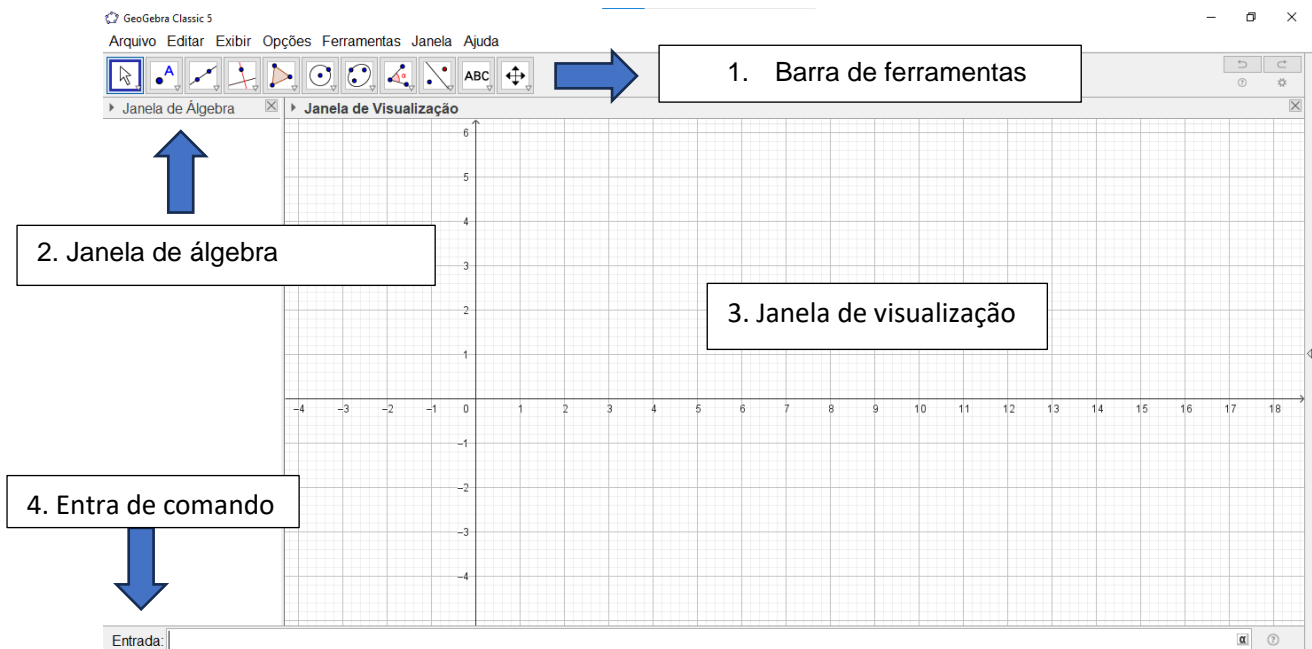 GeoGebra Classic 5
Arquivo Editar Exibir Opções Ferramentas Janela Ajuda
A
α
ABC
1. Barra de ferramentas
Janela de Álgebra
Janela de Visualização
2. Janela de álgebra
3. Janela de visualização
4. Entra de comando
6
5
4
3
2
1
–4 –3 –2 –1 0 1 2 3 4 5 6 7 8 9 10 11 12 13 14 15 16 17 18
–1
–2
–3
–4
Entrada:
α